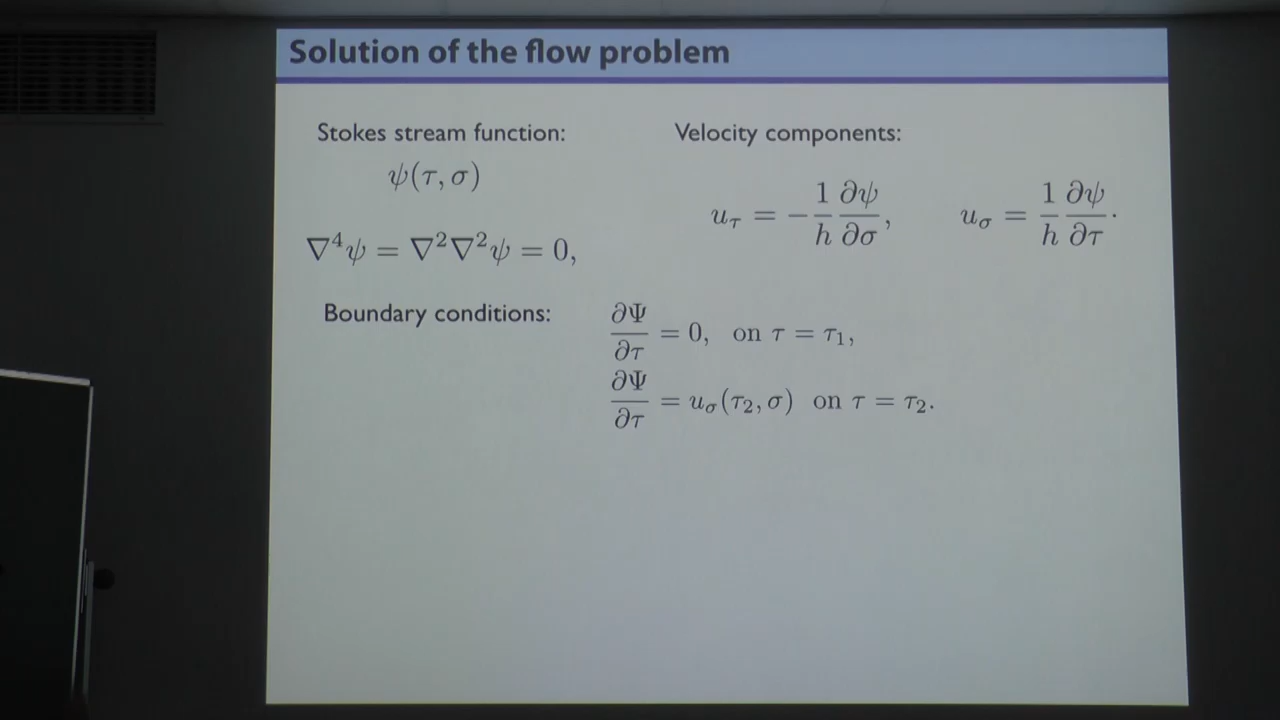 Solution of the flow problem
Stokes stream function:
Velocity components:
ψ(τ, σ)
u_τ = −(1/h) ∂ψ/∂σ,
u_σ = (1/h) ∂ψ/∂τ.
∇⁴ψ = ∇²∇²ψ = 0,
Boundary conditions:
∂Ψ/∂τ = 0, on τ = τ₁,
∂Ψ/∂τ = u_σ(τ₂, σ) on τ = τ₂.